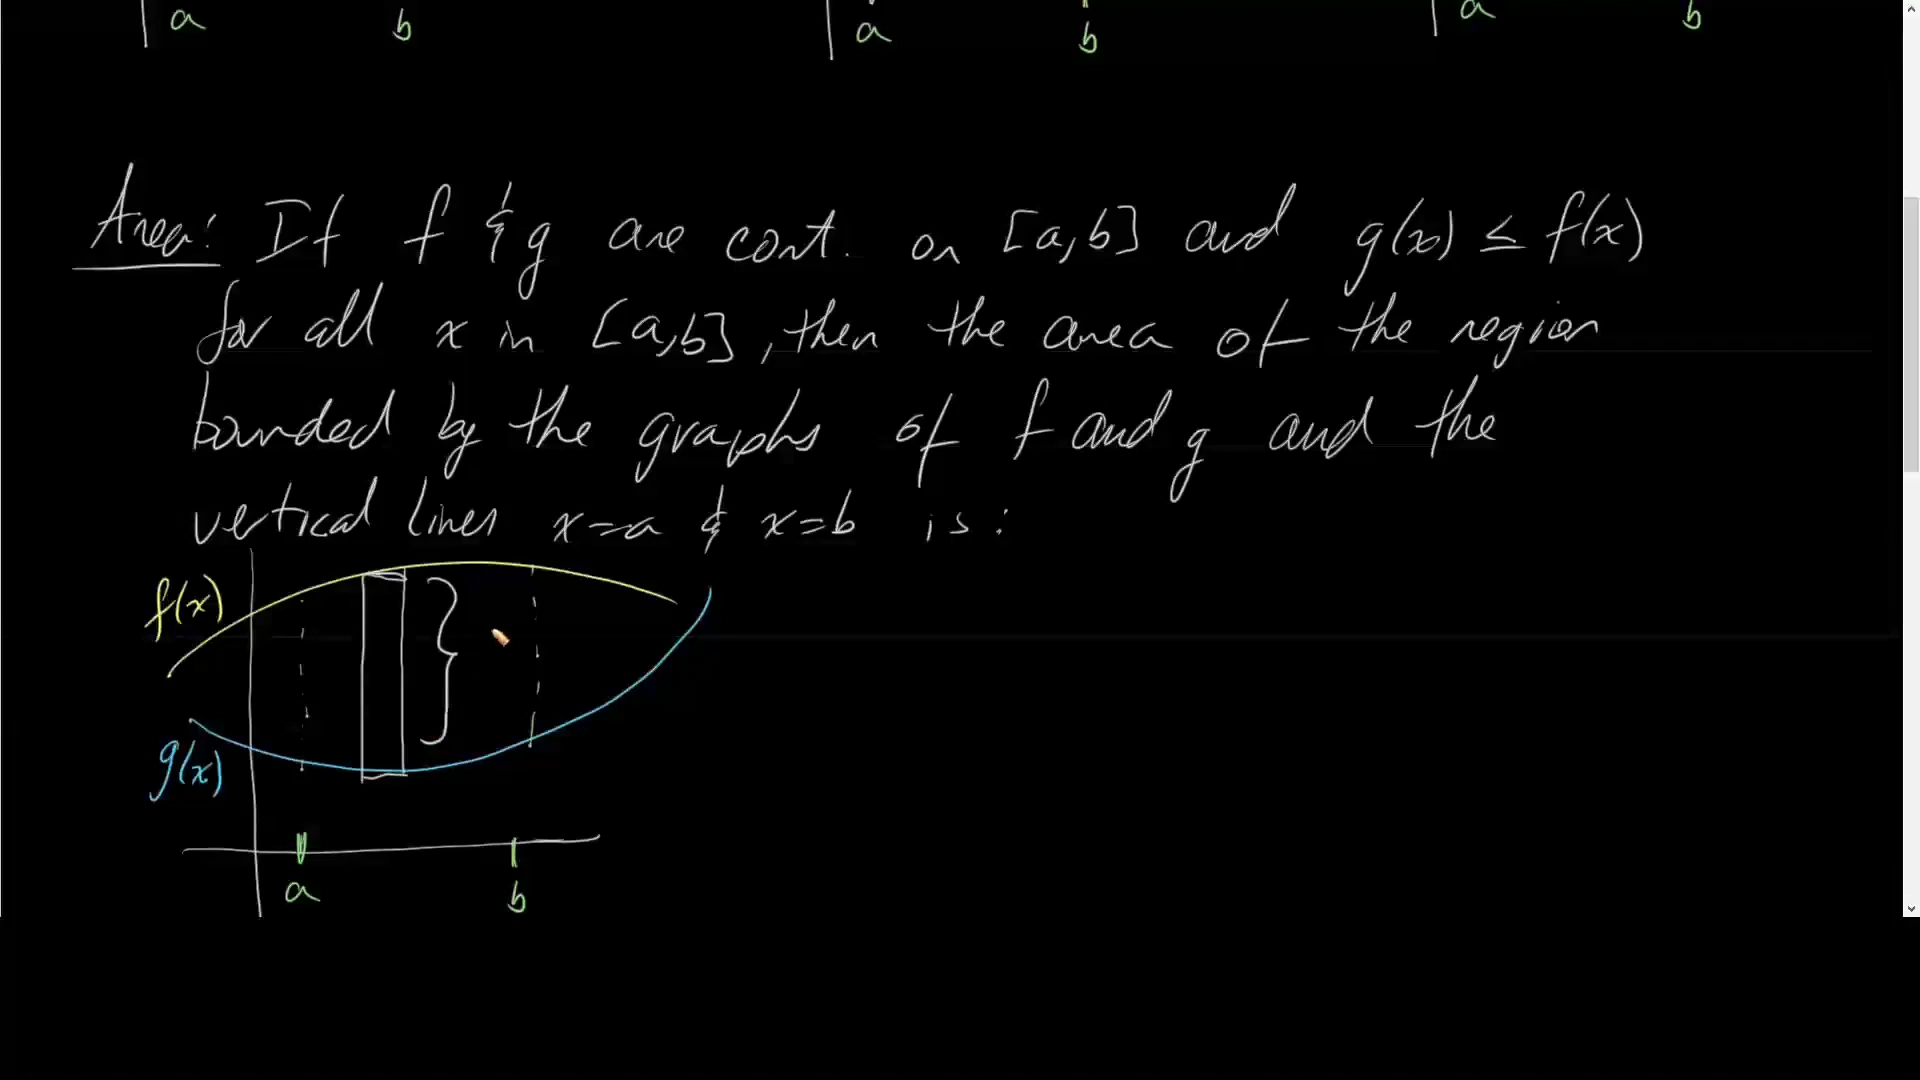 a b a b a b
Area: If f & g are cont. on [a,b] and g(x) ≤ f(x)
for all x in [a,b], then the area of the region
bounded by the graphs of f and g and the
vertical lines x=a & x=b is:
f(x)
g(x)
a b